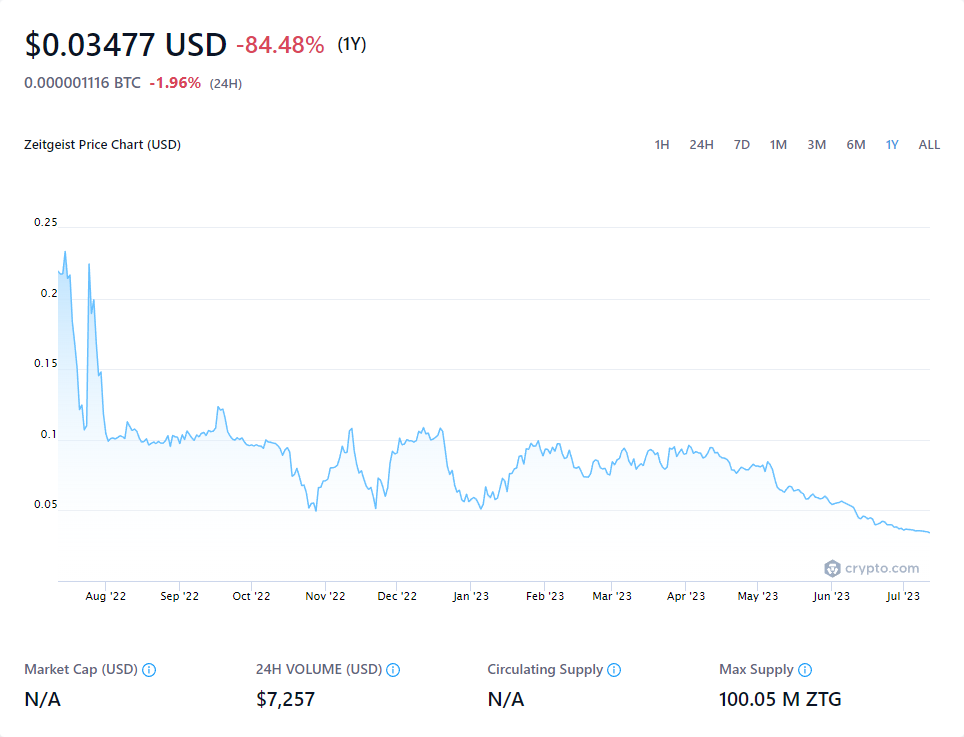 $0.03477 USD -84.48% (1Y)
0.000001116 BTC -1.96% (24H)
Zeitgeist Price Chart (USD) 1H 24H 7D 1M 3M 6M 1Y ALL
0.25
0.2
0.15
0.1
0.05
crypto.com
Aug '22 Sep '22 Oct '22 Nov '22 Dec '22 Jan '23 Feb '23 Mar '23 Apr '23 May '23 Jun '23 Jul '23
Market Cap (USD) 24H VOLUME (USD) Circulating Supply Max Supply
N/A $7,257 N/A 100.05 M ZTG